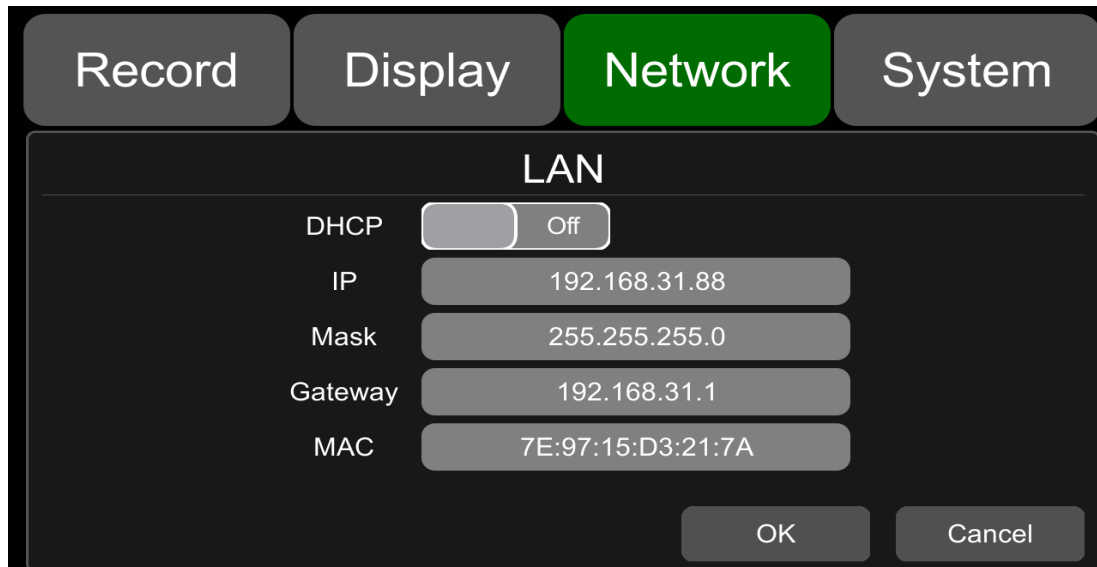 Record Display Network System
LAN
DHCP Off
IP 192.168.31.88
Mask 255.255.255.0
Gateway 192.168.31.1
MAC 7E:97:15:D3:21:7A
OK Cancel